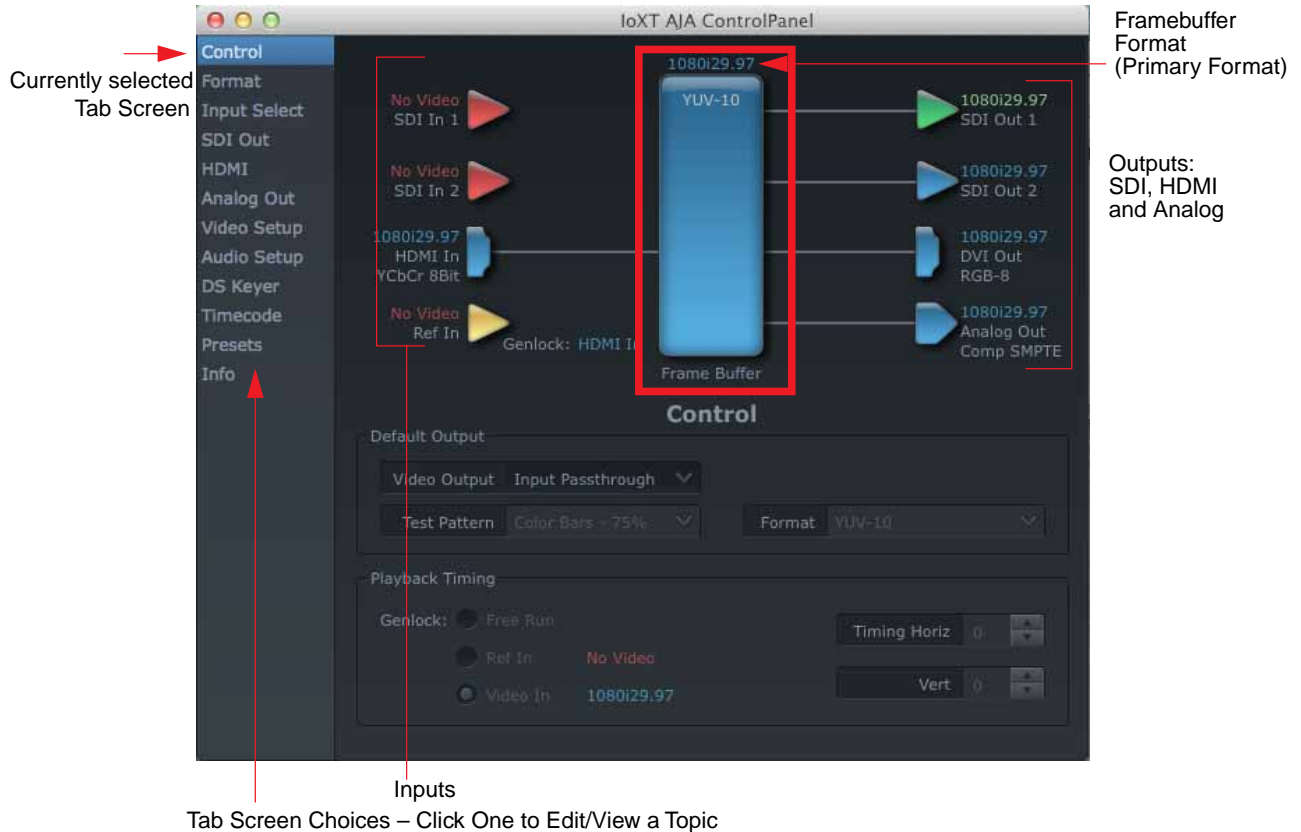 IoXT AJA ControlPanel
Framebuffer
Format
(Primary Format)
Currently selected
Tab Screen
Control
Format
Input Select
SDI Out
HDMI
Analog Out
Video Setup
Audio Setup
DS Keyer
Timecode
Presets
Info
1080i29.97
YUV-10
Frame Buffer
No Video
SDI In 1
No Video
SDI In 2
1080i29.97
HDMI In
YCbCr 8Bit
No Video
Ref In
Genlock: HDMI In
1080i29.97
SDI Out 1
1080i29.97
SDI Out 2
1080i29.97
DVI Out
RGB-8
1080i29.97
Analog Out
Comp SMPTE
Outputs:
SDI, HDMI
and Analog
Control
Default Output
Video Output Input Passthrough
Test Pattern Color Bars - 75% Format YUV-10
Playback Timing
Genlock: Free Run
Ref In No Video
Video In 1080i29.97
Timing Horiz 0
Vert 0
Inputs
Tab Screen Choices – Click One to Edit/View a Topic